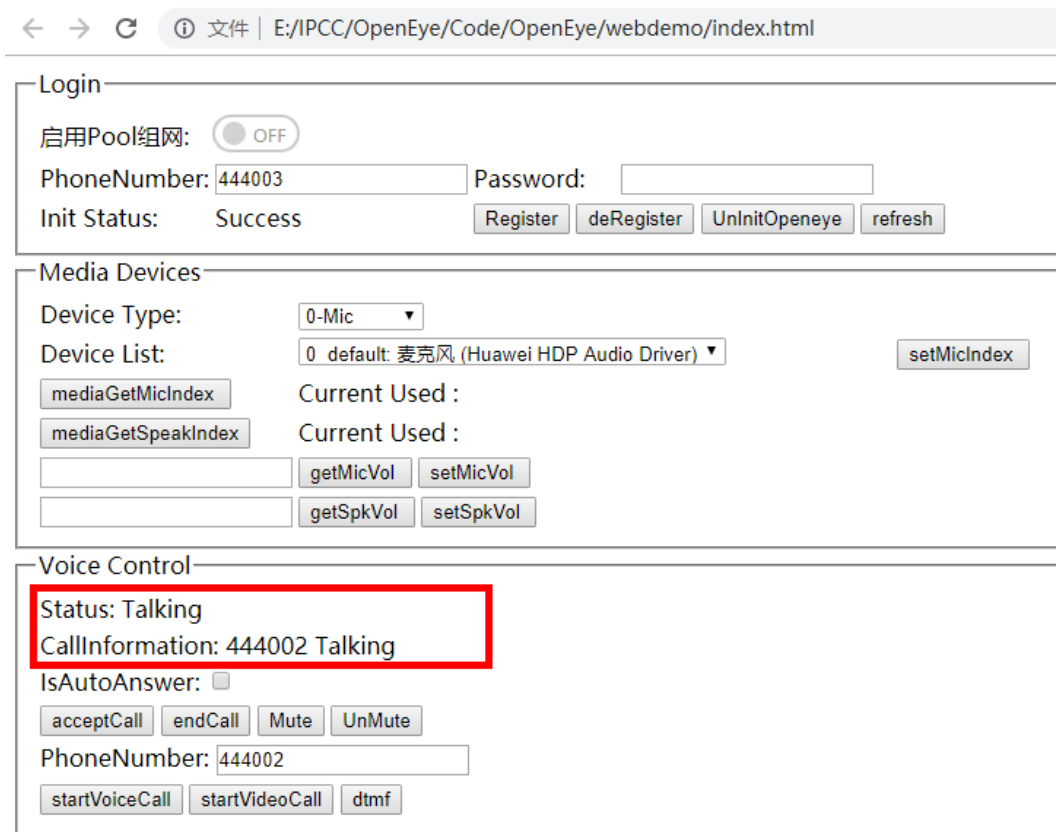 文件 | E:/IPCC/OpenEye/Code/OpenEye/webdemo/index.html
Login
启用Pool组网: OFF
PhoneNumber: 444003 Password:
Init Status: Success Register deRegister UnInitOpeneye refresh
Media Devices
Device Type: 0-Mic
Device List: 0 default: 麦克风 (Huawei HDP Audio Driver) setMicIndex
mediaGetMicIndex Current Used :
mediaGetSpeakIndex Current Used :
getMicVol setMicVol
getSpkVol setSpkVol
Voice Control
Status: Talking
CallInformation: 444002 Talking
IsAutoAnswer:
acceptCall endCall Mute UnMute
PhoneNumber: 444002
startVoiceCall startVideoCall dtmf